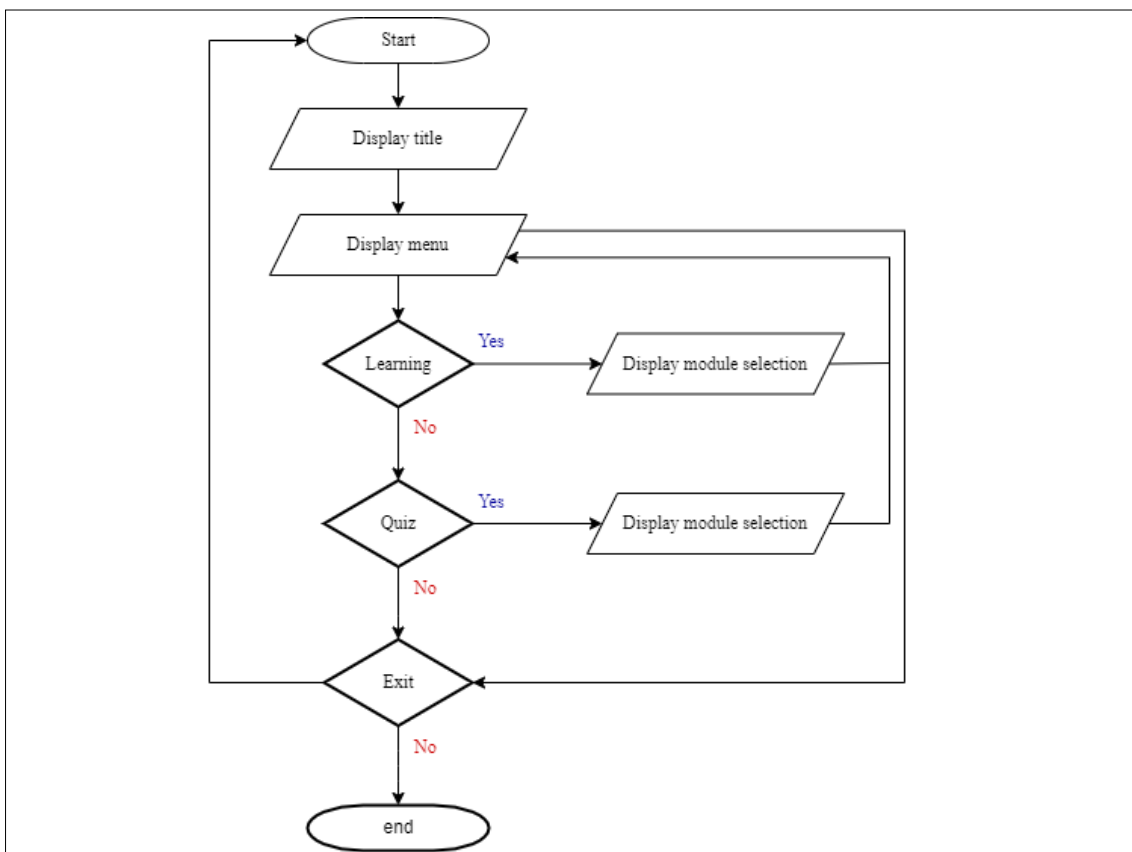 Start
Display title
Display menu
Yes
Learning
Display module selection
No
Yes
Quiz
Display module selection
No
Exit
No
end